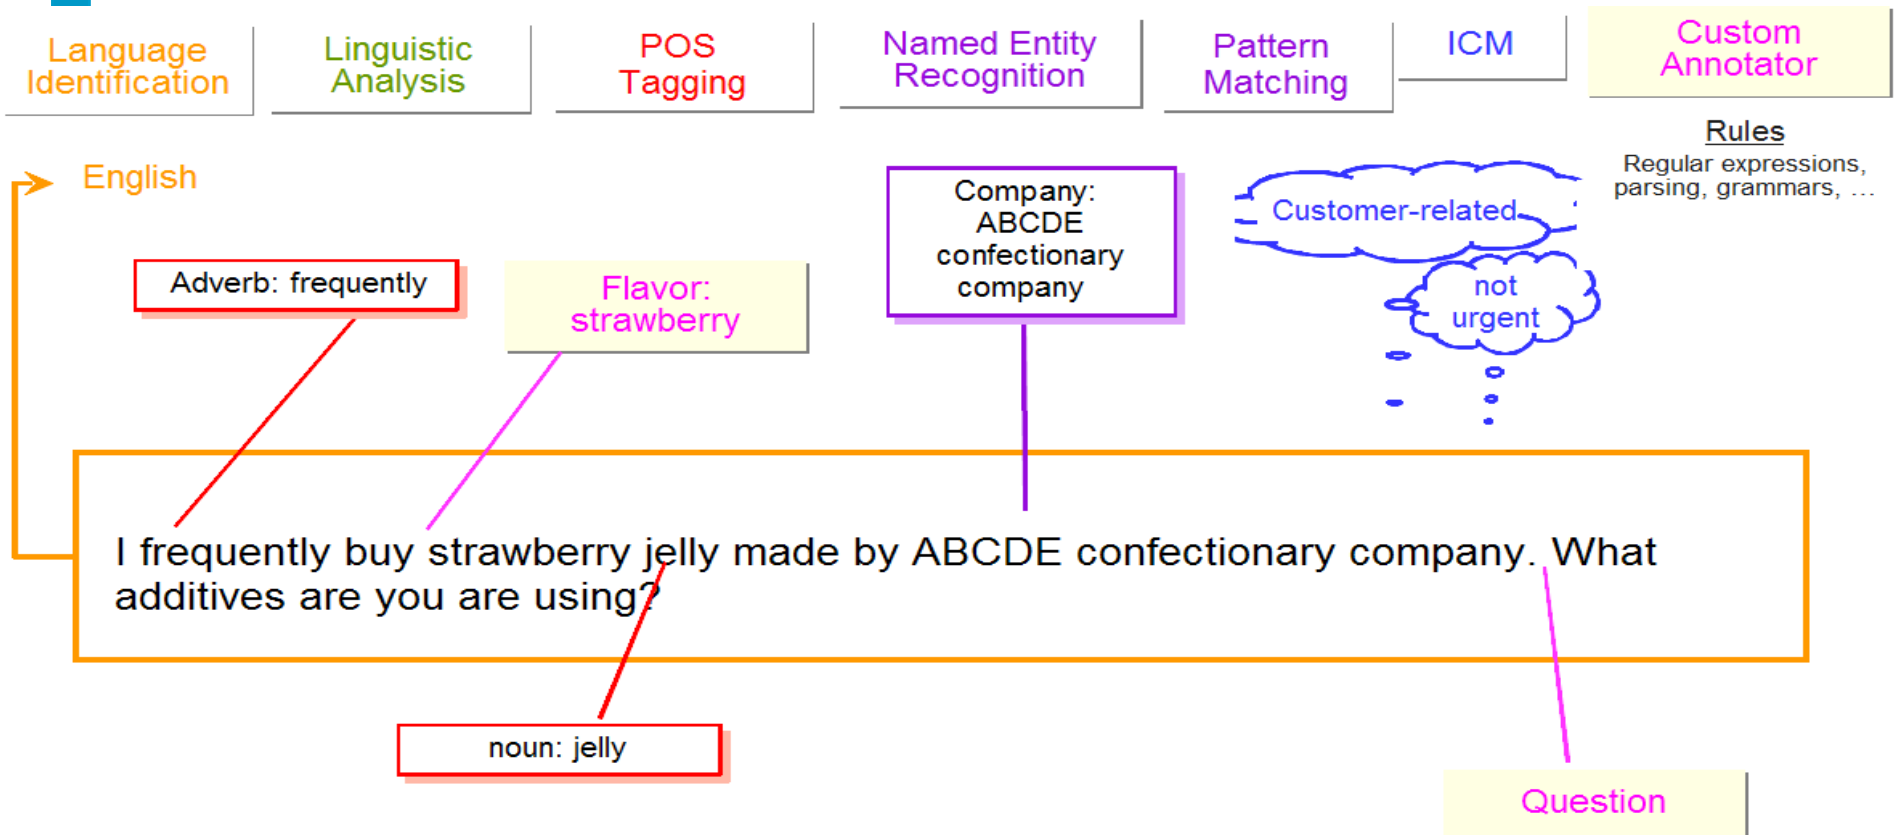 Language
Identification
Linguistic
Analysis
POS
Tagging
Named Entity
Recognition
Pattern
Matching
ICM
Custom
Annotator
Rules
Regular expressions,
parsing, grammars, ...
English
Company:
ABCDE
confectionary
company
Customer-related
not
urgent
Adverb: frequently
Flavor:
strawberry
I frequently buy strawberry jelly made by ABCDE confectionary company. What
additives are you are using?
noun: jelly
Question